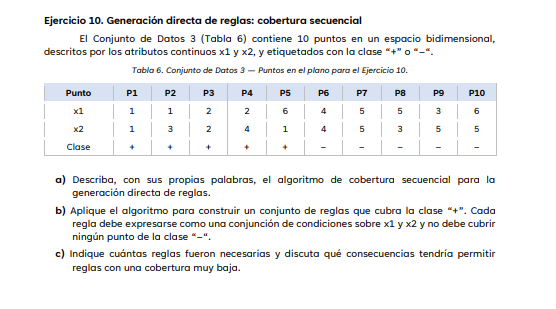 Ejercicio 10. Generación directa de reglas: cobertura secuencial
El Conjunto de Datos 3 (Tabla 6) contiene 10 puntos en un espacio bidimensional,
descritos por los atributos continuos x1 y x2, y etiquetados con la clase “+” o “−“.
Tabla 6. Conjunto de Datos 3 — Puntos en el plano para el Ejercicio 10.
Punto P1 P2 P3 P4 P5 P6 P7 P8 P9 P10
x1 1 1 2 2 6 4 5 5 3 6
x2 1 3 2 4 1 4 5 3 5 5
Clase + + + + + − − − − −
a) Describa, con sus propias palabras, el algoritmo de cobertura secuencial para la
generación directa de reglas.
b) Aplique el algoritmo para construir un conjunto de reglas que cubra la clase “+”. Cada
regla debe expresarse como una conjunción de condiciones sobre x1 y x2 y no debe cubrir
ningún punto de la clase “−“.
c) Indique cuántas reglas fueron necesarias y discuta qué consecuencias tendría permitir
reglas con una cobertura muy baja.